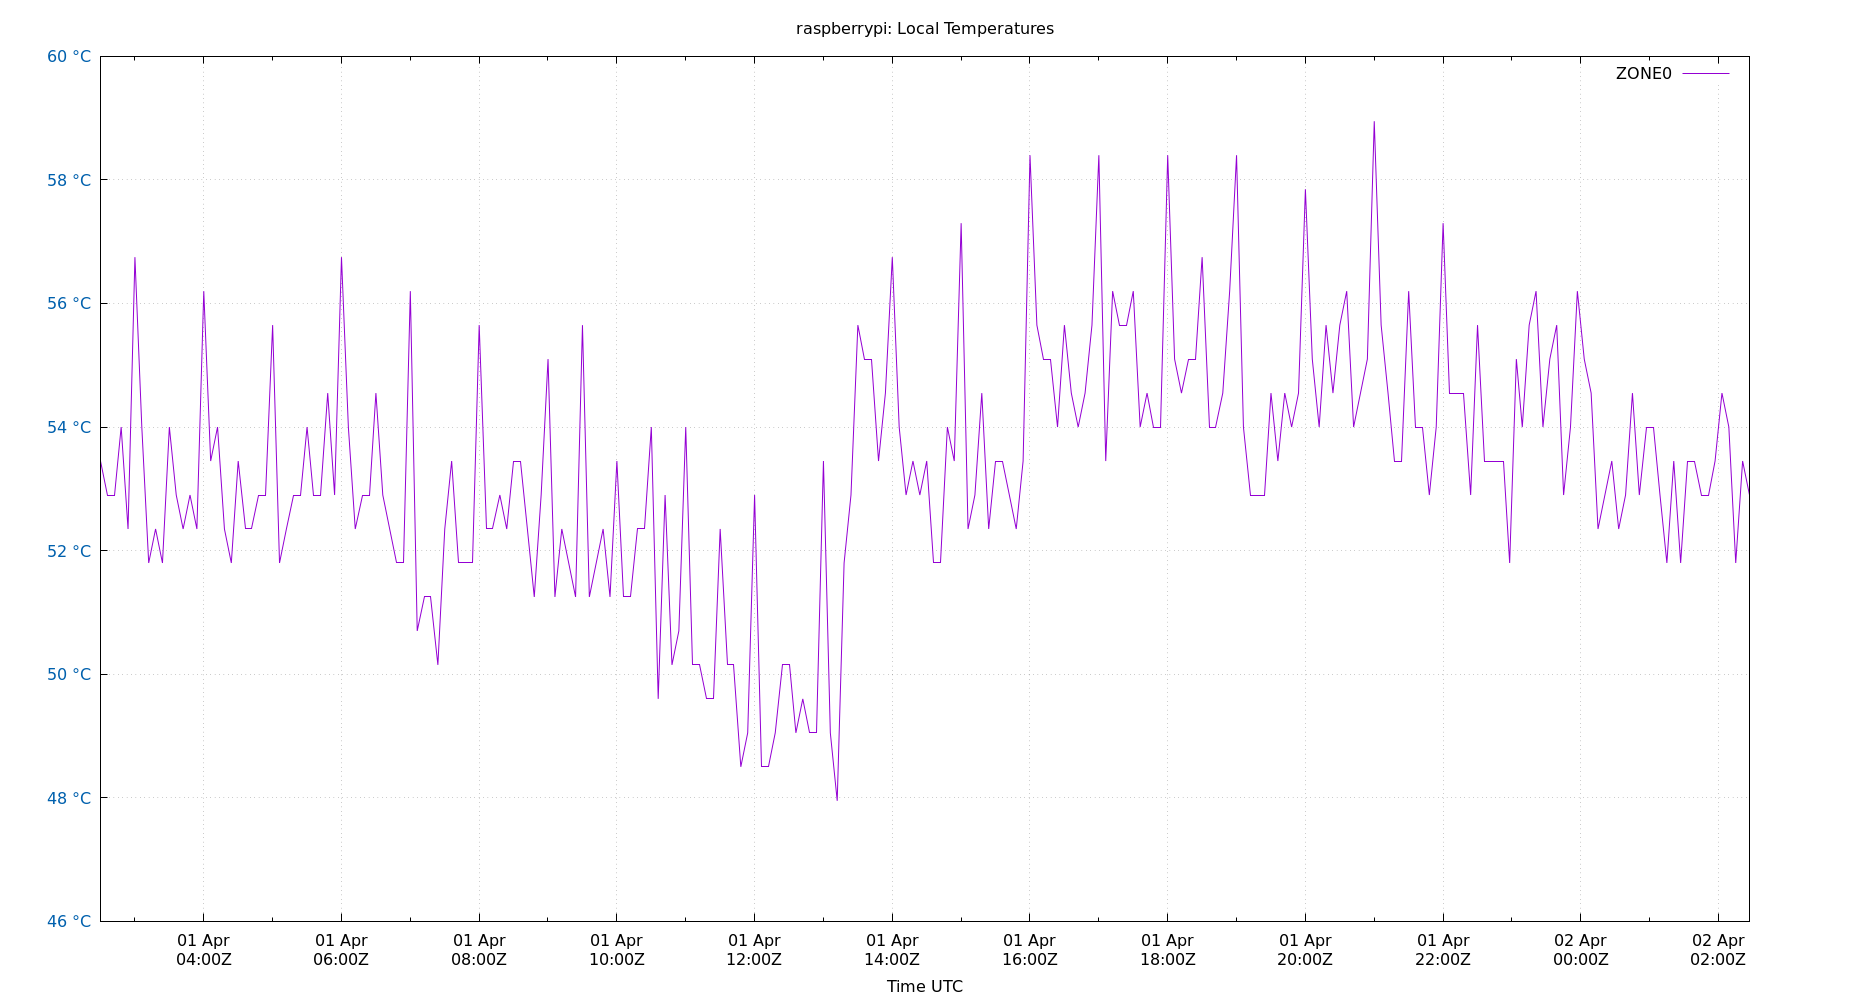 raspberrypi: Local Temperatures
60 °C
ZONE0
58 °C
56 °C
54 °C
52 °C
50 °C
48 °C
46 °C
01 Apr 01 Apr 01 Apr 01 Apr 01 Apr 01 Apr 01 Apr 01 Apr 01 Apr 01 Apr 02 Apr 02 Apr
04:00Z 06:00Z 08:00Z 10:00Z 12:00Z 14:00Z 16:00Z 18:00Z 20:00Z 22:00Z 00:00Z 02:00Z
Time UTC